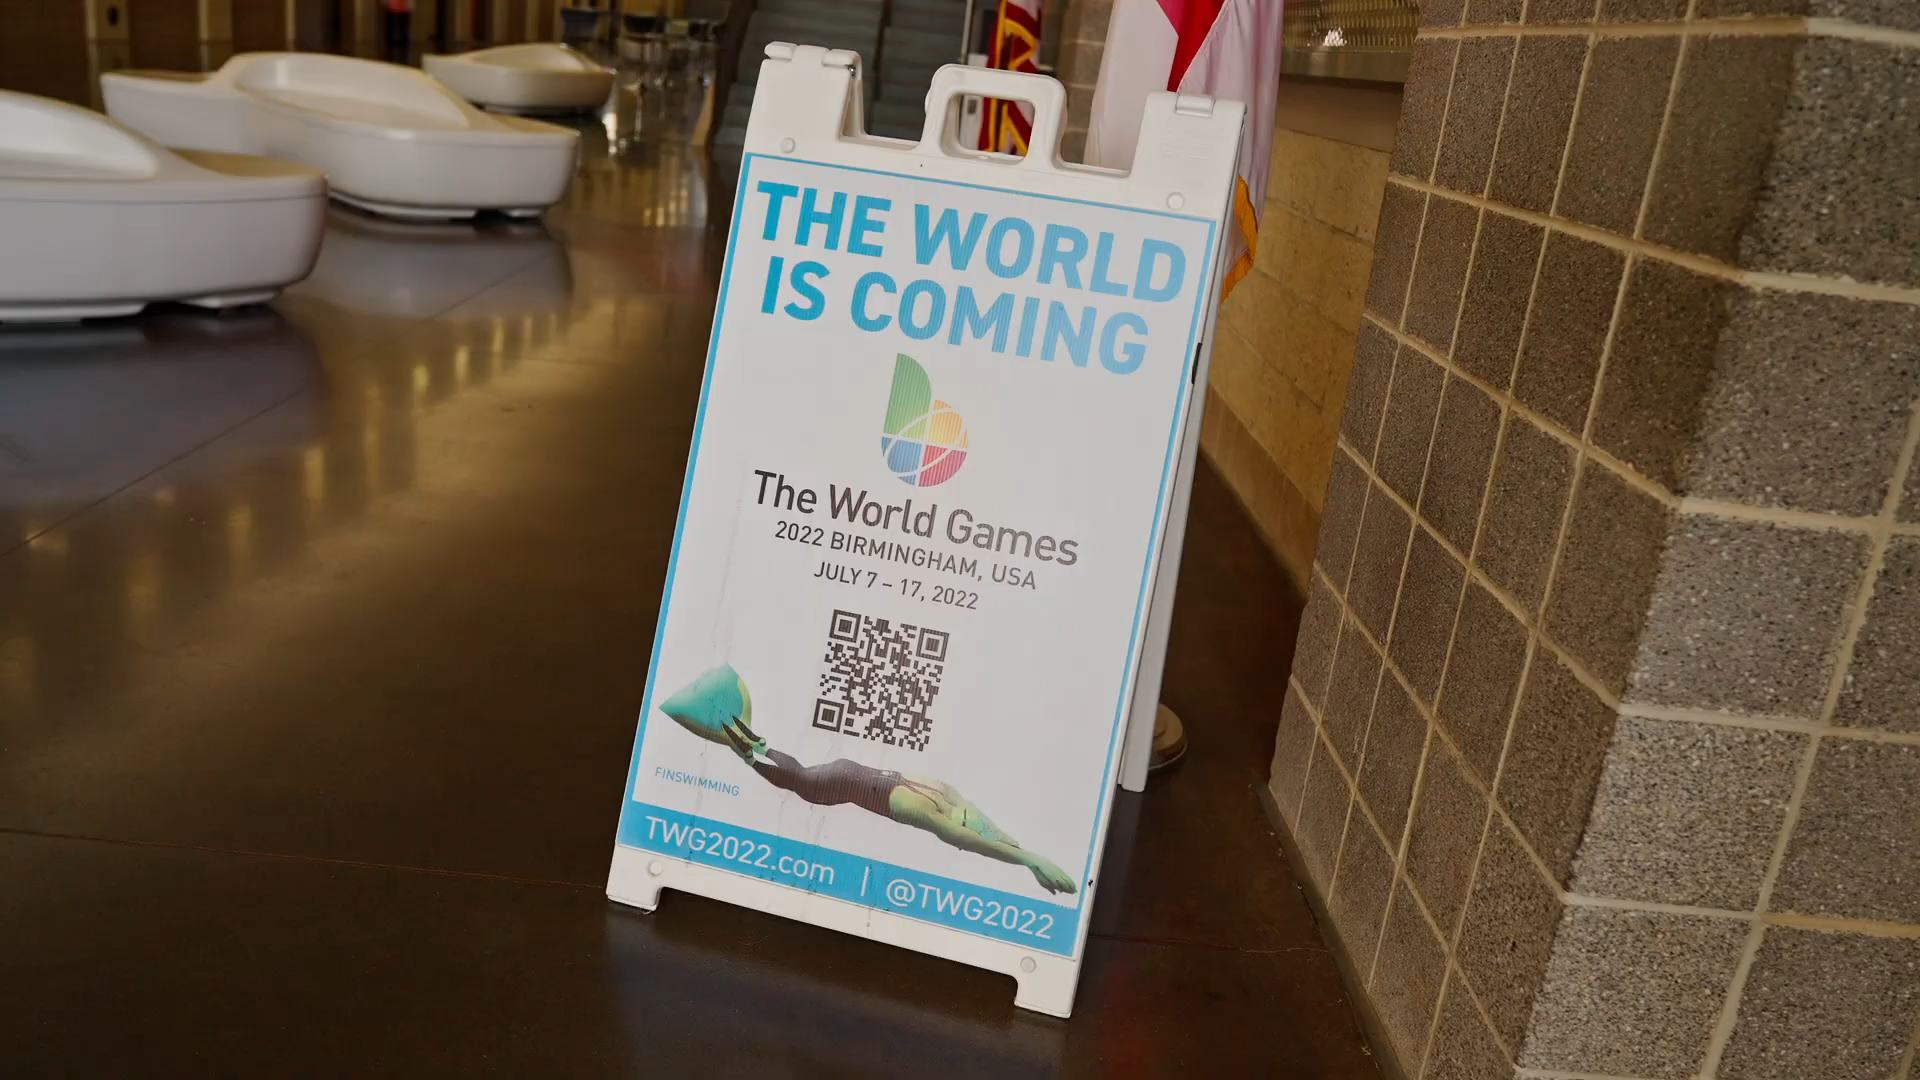 THE WORLD
IS COMING
The World Games
2022 BIRMINGHAM, USA
JULY 7 – 17, 2022
FINSWIMMING
TWG2022.com | @TWG2022